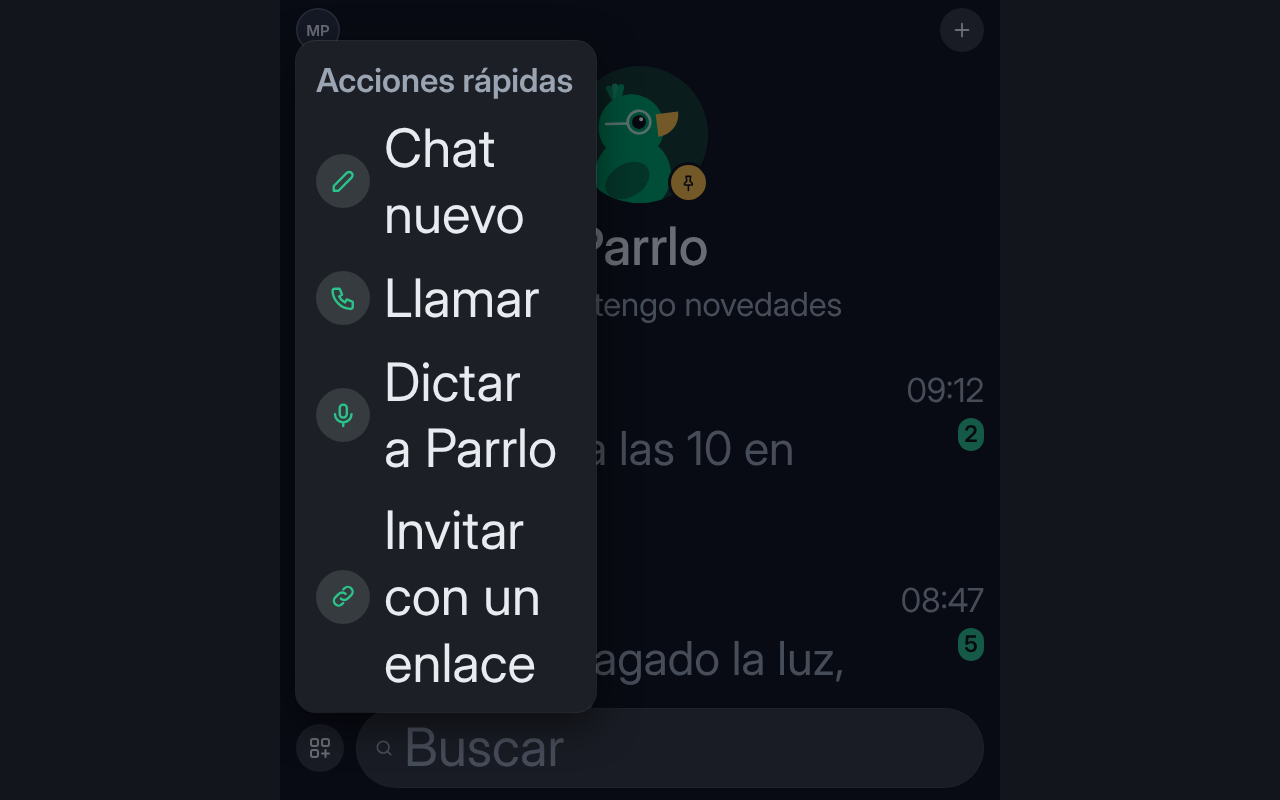 MP
Acciones rápidas
Chat
nuevo
Llamar
Dictar
a Parrlo
Invitar
con un
enlace
Parrlo
tengo novedades
09:12
a las 10 en
2
08:47
agado la luz,
5
Buscar